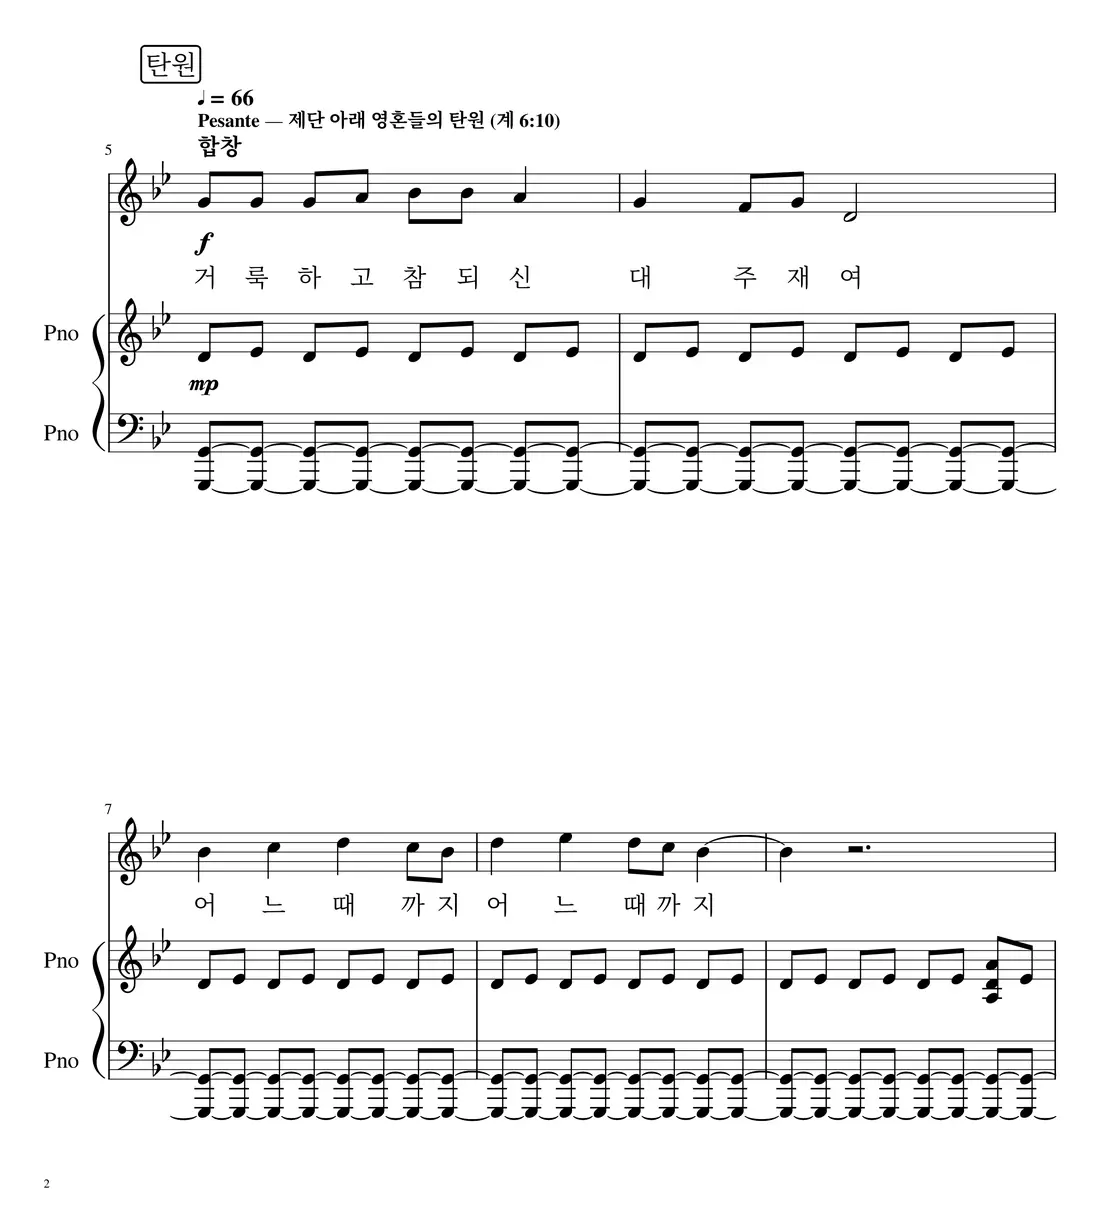 탄원
♩ = 66
Pesante — 제단 아래 영혼들의 탄원 (계 6:10)
합창
5
f
거 룩 하 고 참 되 신 대 주 재 여
Pno
mp
Pno
7
어 느 때 까 지 어 느 때 까 지
Pno
Pno
2